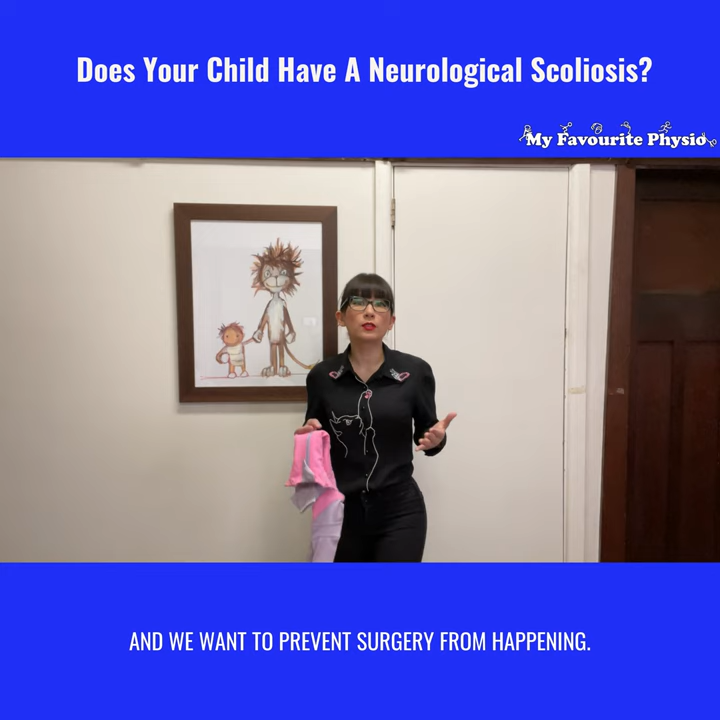 Does Your Child Have A Neurological Scoliosis?
My Favourite Physio
AND WE WANT TO PREVENT SURGERY FROM HAPPENING.